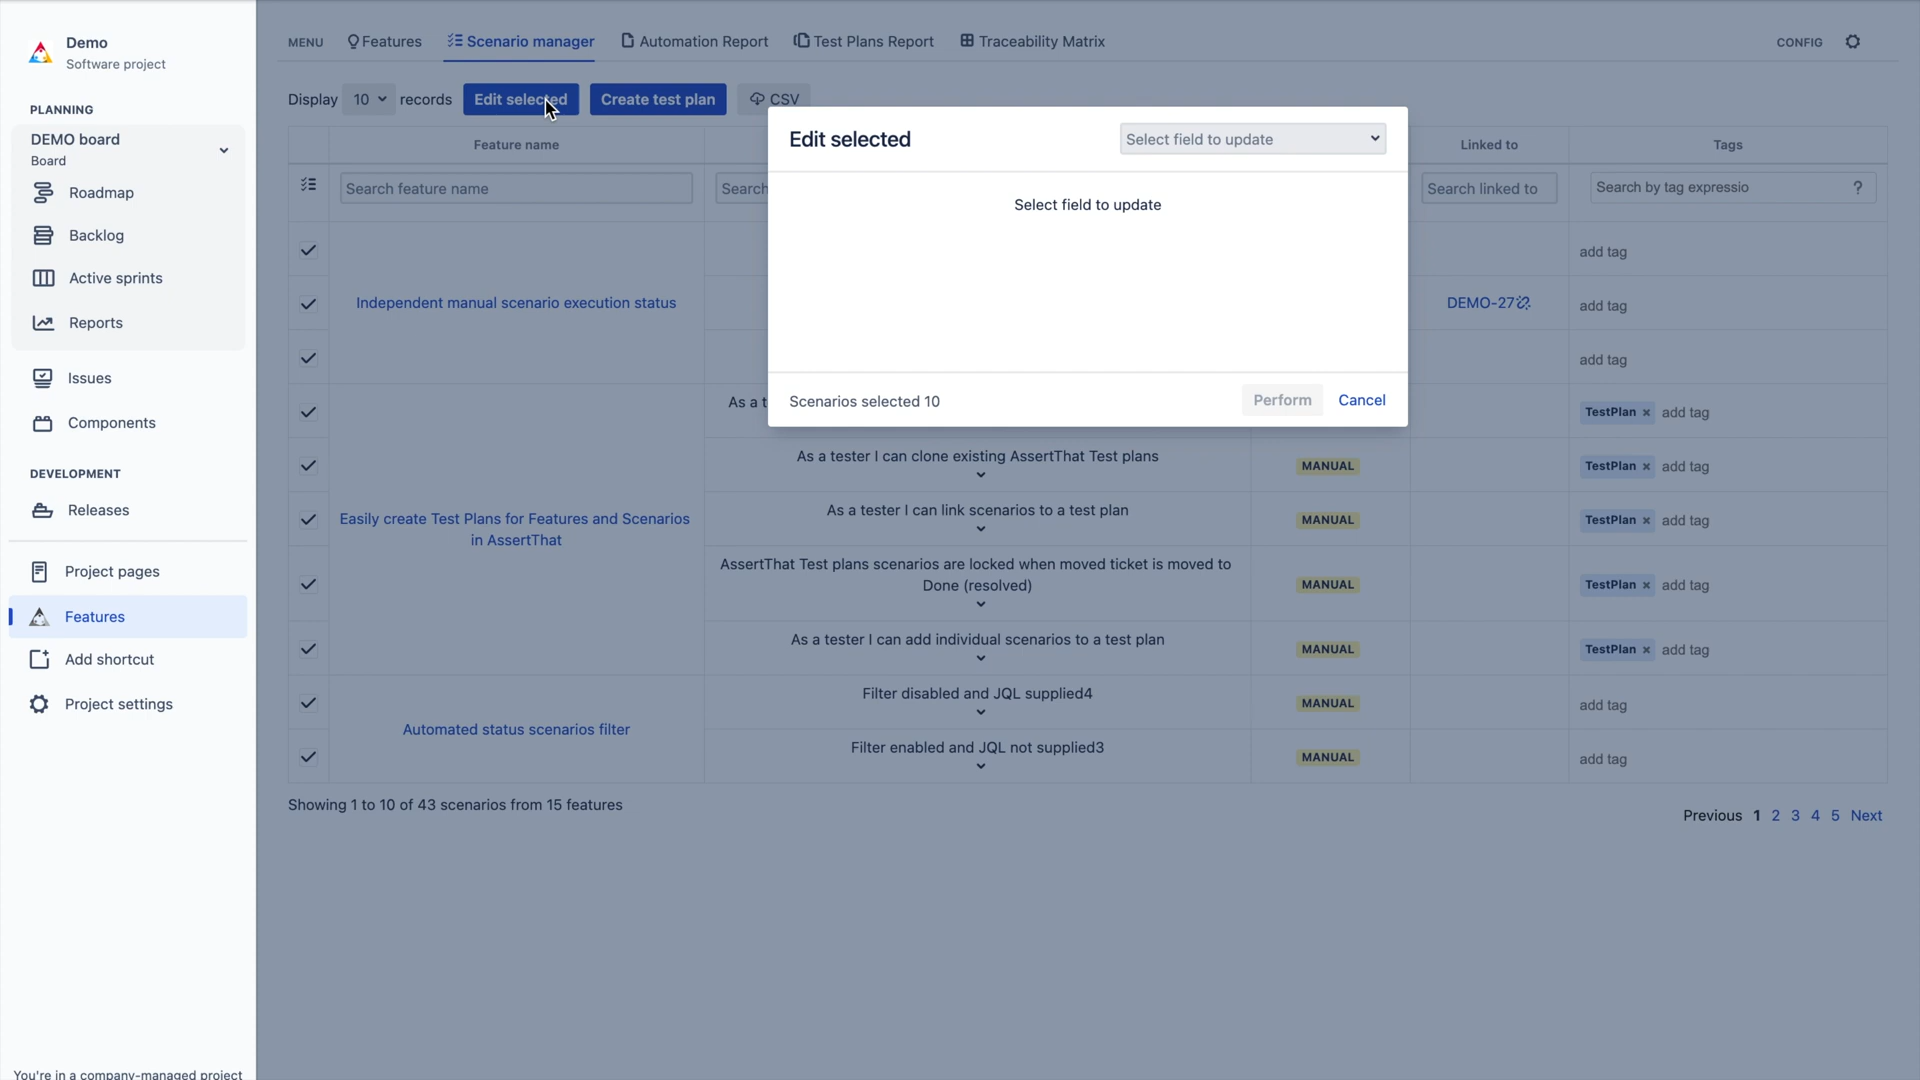 Demo
Software project
PLANNING
DEMO board
Board
Roadmap
Backlog
Active sprints
Reports
Issues
Components
DEVELOPMENT
Releases
Project pages
Features
Add shortcut
Project settings
You're in a company-managed project
MENU Features Scenario manager Automation Report Test Plans Report Traceability Matrix CONFIG
Display 10 records Edit selected Create test plan CSV
Feature name Linked to Tags
Search feature name Search Search linked to Search by tag expressio ?
Edit selected Select field to update
Select field to update
Scenarios selected 10 Perform Cancel
add tag
Independent manual scenario execution status DEMO-27 add tag
add tag
As a t TestPlan × add tag
As a tester I can clone existing AssertThat Test plans MANUAL TestPlan × add tag
Easily create Test Plans for Features and Scenarios
in AssertThat
As a tester I can link scenarios to a test plan MANUAL TestPlan × add tag
AssertThat Test plans scenarios are locked when moved ticket is moved to
Done (resolved) MANUAL TestPlan × add tag
As a tester I can add individual scenarios to a test plan MANUAL TestPlan × add tag
Automated status scenarios filter
Filter disabled and JQL supplied4 MANUAL add tag
Filter enabled and JQL not supplied3 MANUAL add tag
Showing 1 to 10 of 43 scenarios from 15 features
Previous 1 2 3 4 5 Next